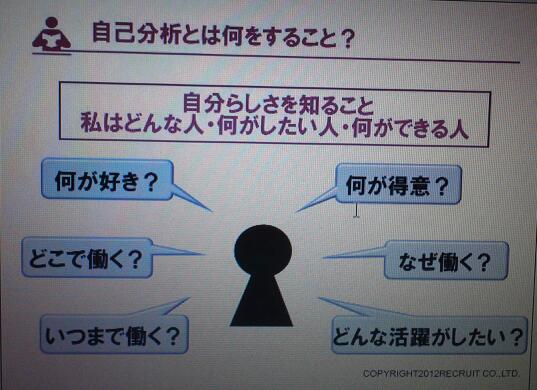 自己分析とは何をすること？
自分らしさを知ること
私はどんな人・何がしたい人・何ができる人
何が好き？
何が得意？
どこで働く？
なぜ働く？
いつまで働く？
どんな活躍がしたい？
COPYRIGHT2012RECRUIT CO.,LTD.